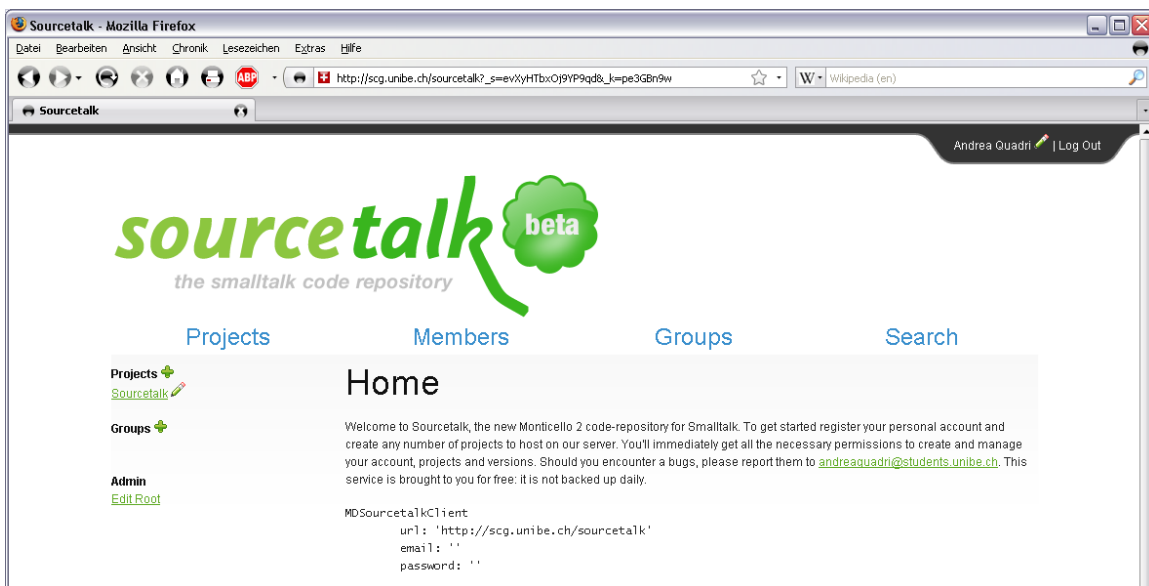 Sourcetalk - Mozilla Firefox
Datei Bearbeiten Ansicht Chronik Lesezeichen Extras Hilfe
ABP http://scg.unibe.ch/sourcetalk?_s=evXyHTbxOj9YP9qd&_k=pe3GBn9w W Wikipedia (en)
Sourcetalk
Andrea Quadri | Log Out
sourcetalk beta
the smalltalk code repository
Projects Members Groups Search
Projects
Sourcetalk
Groups
Admin
Edit Root
Home
Welcome to Sourcetalk, the new Monticello 2 code-repository for Smalltalk. To get started register your personal account and
create any number of projects to host on our server. You'll immediately get all the necessary permissions to create and manage
your account, projects and versions. Should you encounter a bugs, please report them to andreaquadri@students.unibe.ch. This
service is brought to you for free: it is not backed up daily.
MDSourcetalkClient
url: 'http://scg.unibe.ch/sourcetalk'
email: ''
password: ''